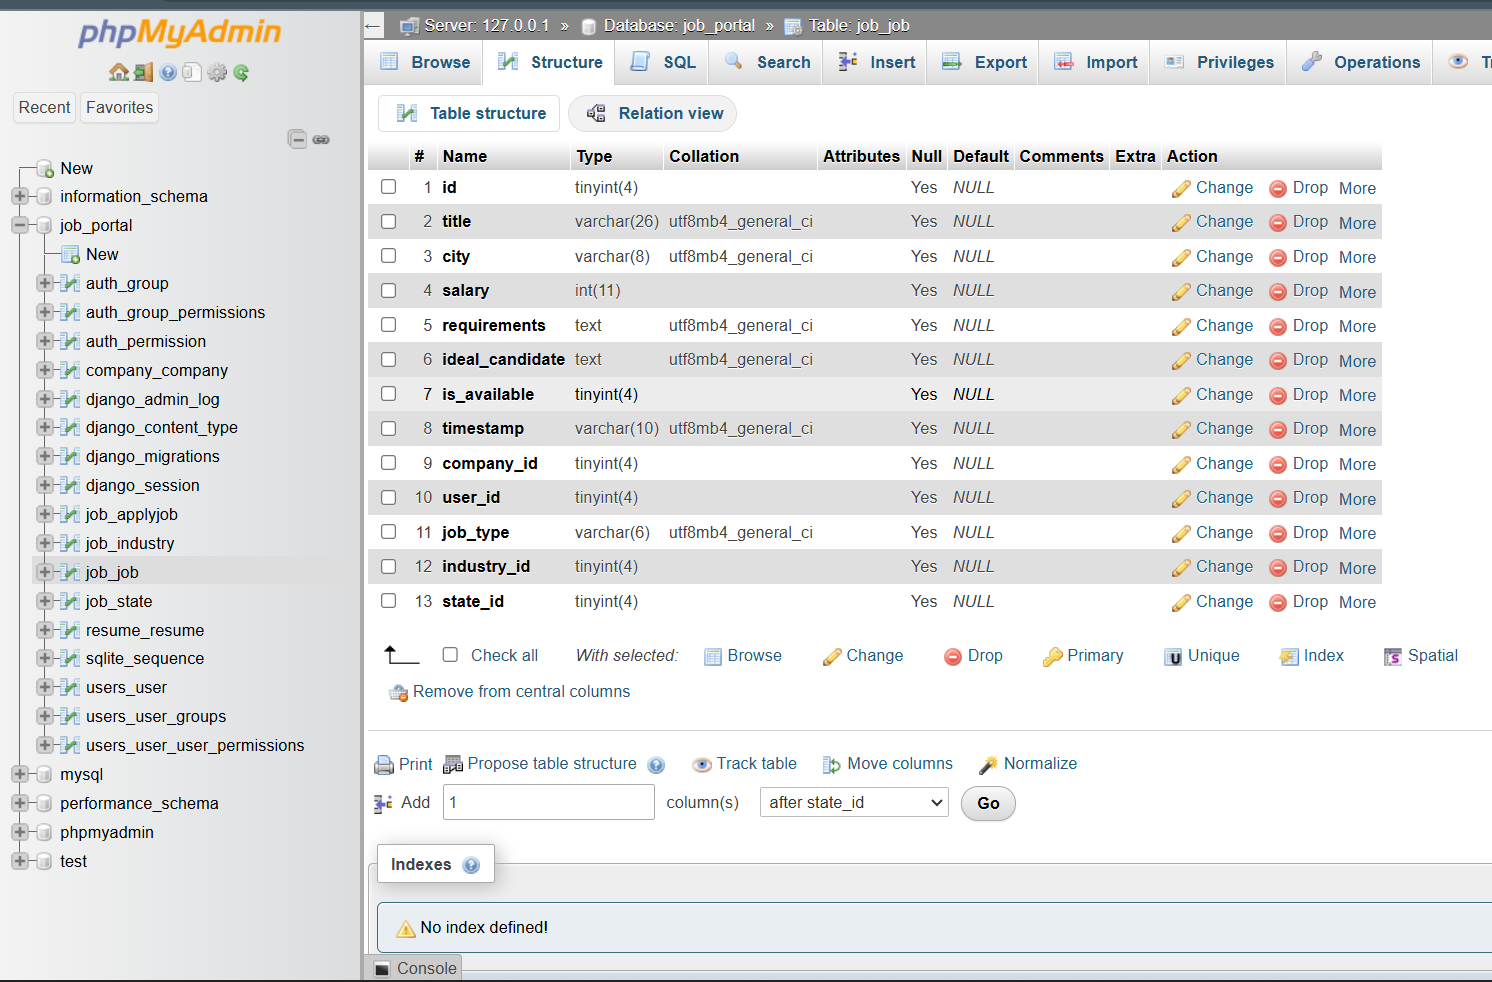 phpMyAdmin
Recent Favorites
New
information_schema
job_portal
New
auth_group
auth_group_permissions
auth_permission
company_company
django_admin_log
django_content_type
django_migrations
django_session
job_applyjob
job_industry
job_job
job_state
resume_resume
sqlite_sequence
users_user
users_user_groups
users_user_user_permissions
mysql
performance_schema
phpmyadmin
test
Server: 127.0.0.1 » Database: job_portal » Table: job_job
Browse Structure SQL Search Insert Export Import Privileges Operations
Table structure Relation view
# Name Type Collation Attributes Null Default Comments Extra Action
1 id tinyint(4) Yes NULL Change Drop More
2 title varchar(26) utf8mb4_general_ci Yes NULL Change Drop More
3 city varchar(8) utf8mb4_general_ci Yes NULL Change Drop More
4 salary int(11) Yes NULL Change Drop More
5 requirements text utf8mb4_general_ci Yes NULL Change Drop More
6 ideal_candidate text utf8mb4_general_ci Yes NULL Change Drop More
7 is_available tinyint(4) Yes NULL Change Drop More
8 timestamp varchar(10) utf8mb4_general_ci Yes NULL Change Drop More
9 company_id tinyint(4) Yes NULL Change Drop More
10 user_id tinyint(4) Yes NULL Change Drop More
11 job_type varchar(6) utf8mb4_general_ci Yes NULL Change Drop More
12 industry_id tinyint(4) Yes NULL Change Drop More
13 state_id tinyint(4) Yes NULL Change Drop More
Check all With selected: Browse Change Drop Primary Unique Index Spatial
Remove from central columns
Print Propose table structure Track table Move columns Normalize
Add 1 column(s) after state_id Go
Indexes
No index defined!
Console